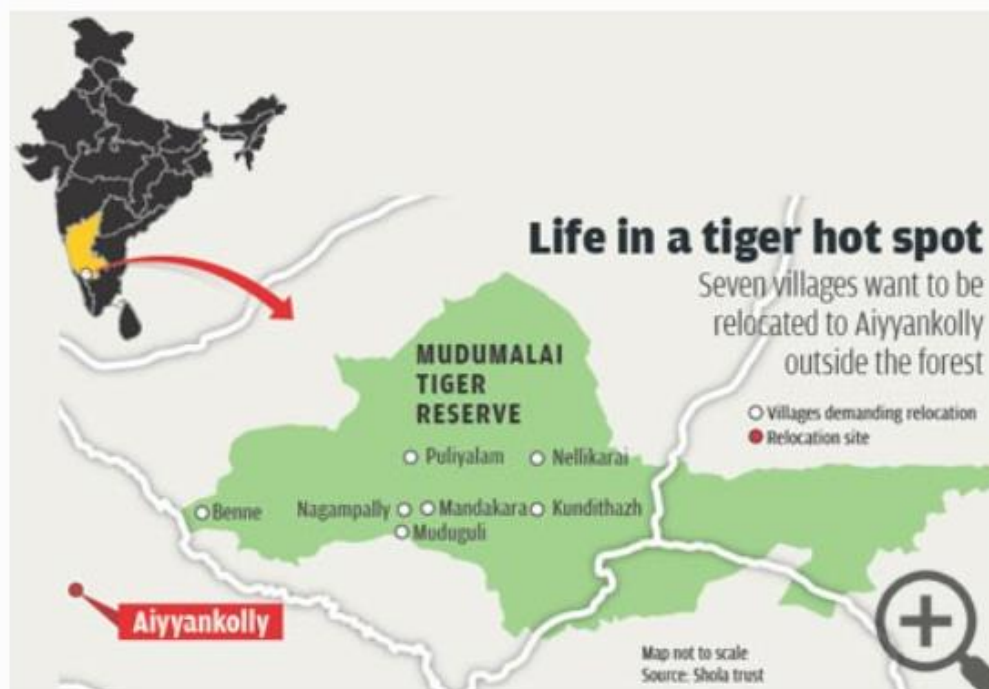 Life in a tiger hot spot
Seven villages want to be
relocated to Aiyyankolly
outside the forest
Villages demanding relocation
Relocation site
MUDUMALAI
TIGER
RESERVE
Puliyalam
Nellikarai
Benne
Nagampally
Mandakara
Kundithazh
Muduguli
Aiyyankolly
Map not to scale
Source: Shola trust